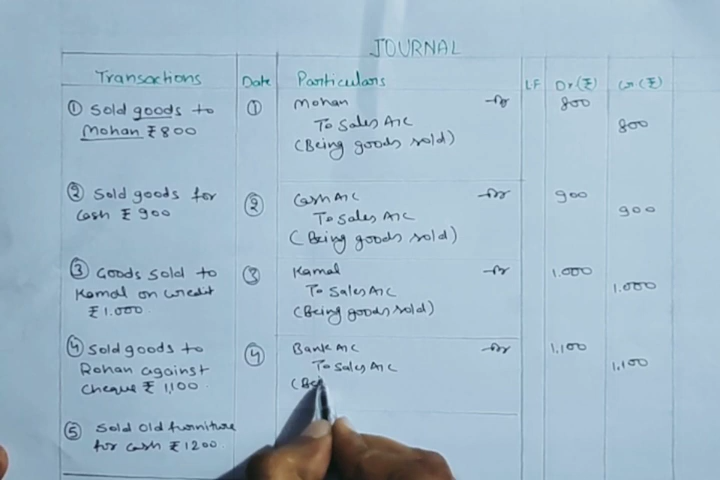 JOURNAL
Transactions Date Particulars LF Dr(₹) Cr(₹)
① Sold goods to ① Mohan Dr 800
Mohan ₹800 To Sales A/C 800
(Being goods sold)
② Sold goods for ② Cash A/C Dr 900
Cash ₹900 To Sales A/C 900
(Being goods sold)
③ Goods sold to ③ Kamal Dr 1,000
Kamal on credit To Sales A/C 1,000
₹1,000 (Being goods sold)
④ Sold goods to ④ Bank A/C Dr 1,100
Rohan against To Sales A/C 1,100
Cheque ₹1,100 (Bei
⑤ Sold old furniture
for cash ₹1200